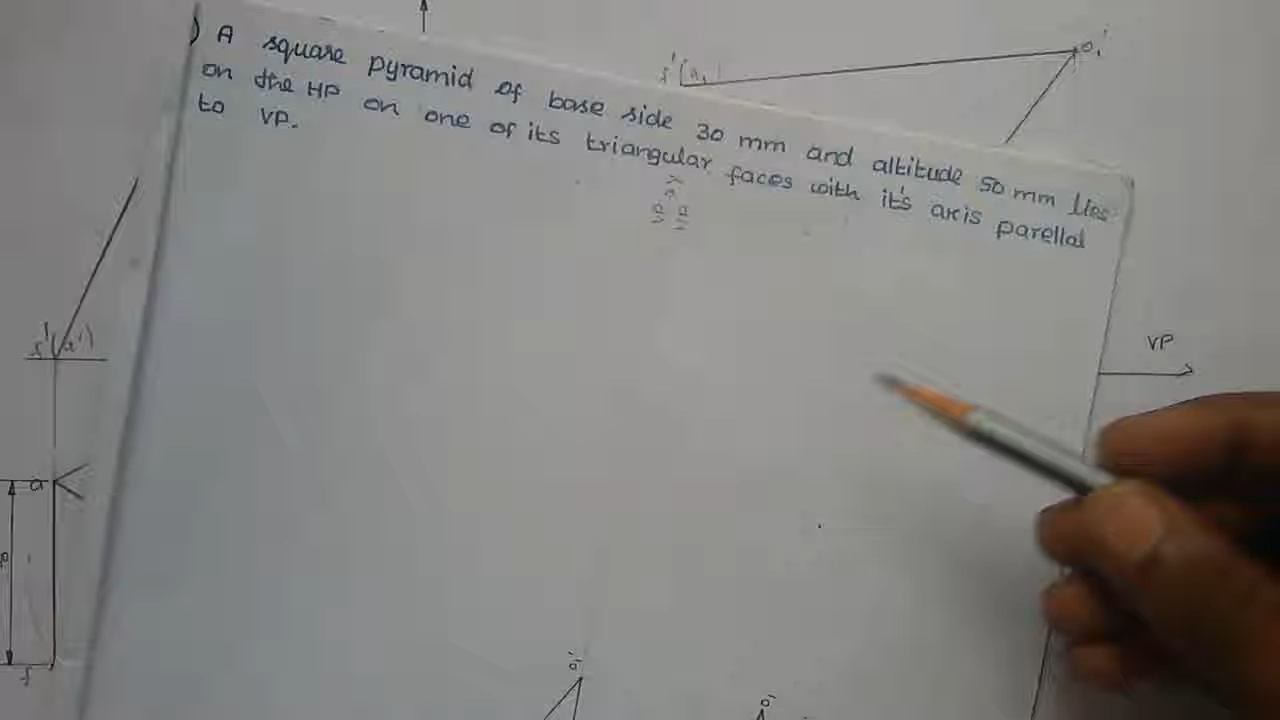 ) A square pyramid of base side 30 mm and altitude 50 mm lies
on the HP on one of its triangular faces with it's axis parellal
to VP.
o₁'
VP
a
f
o'
o'